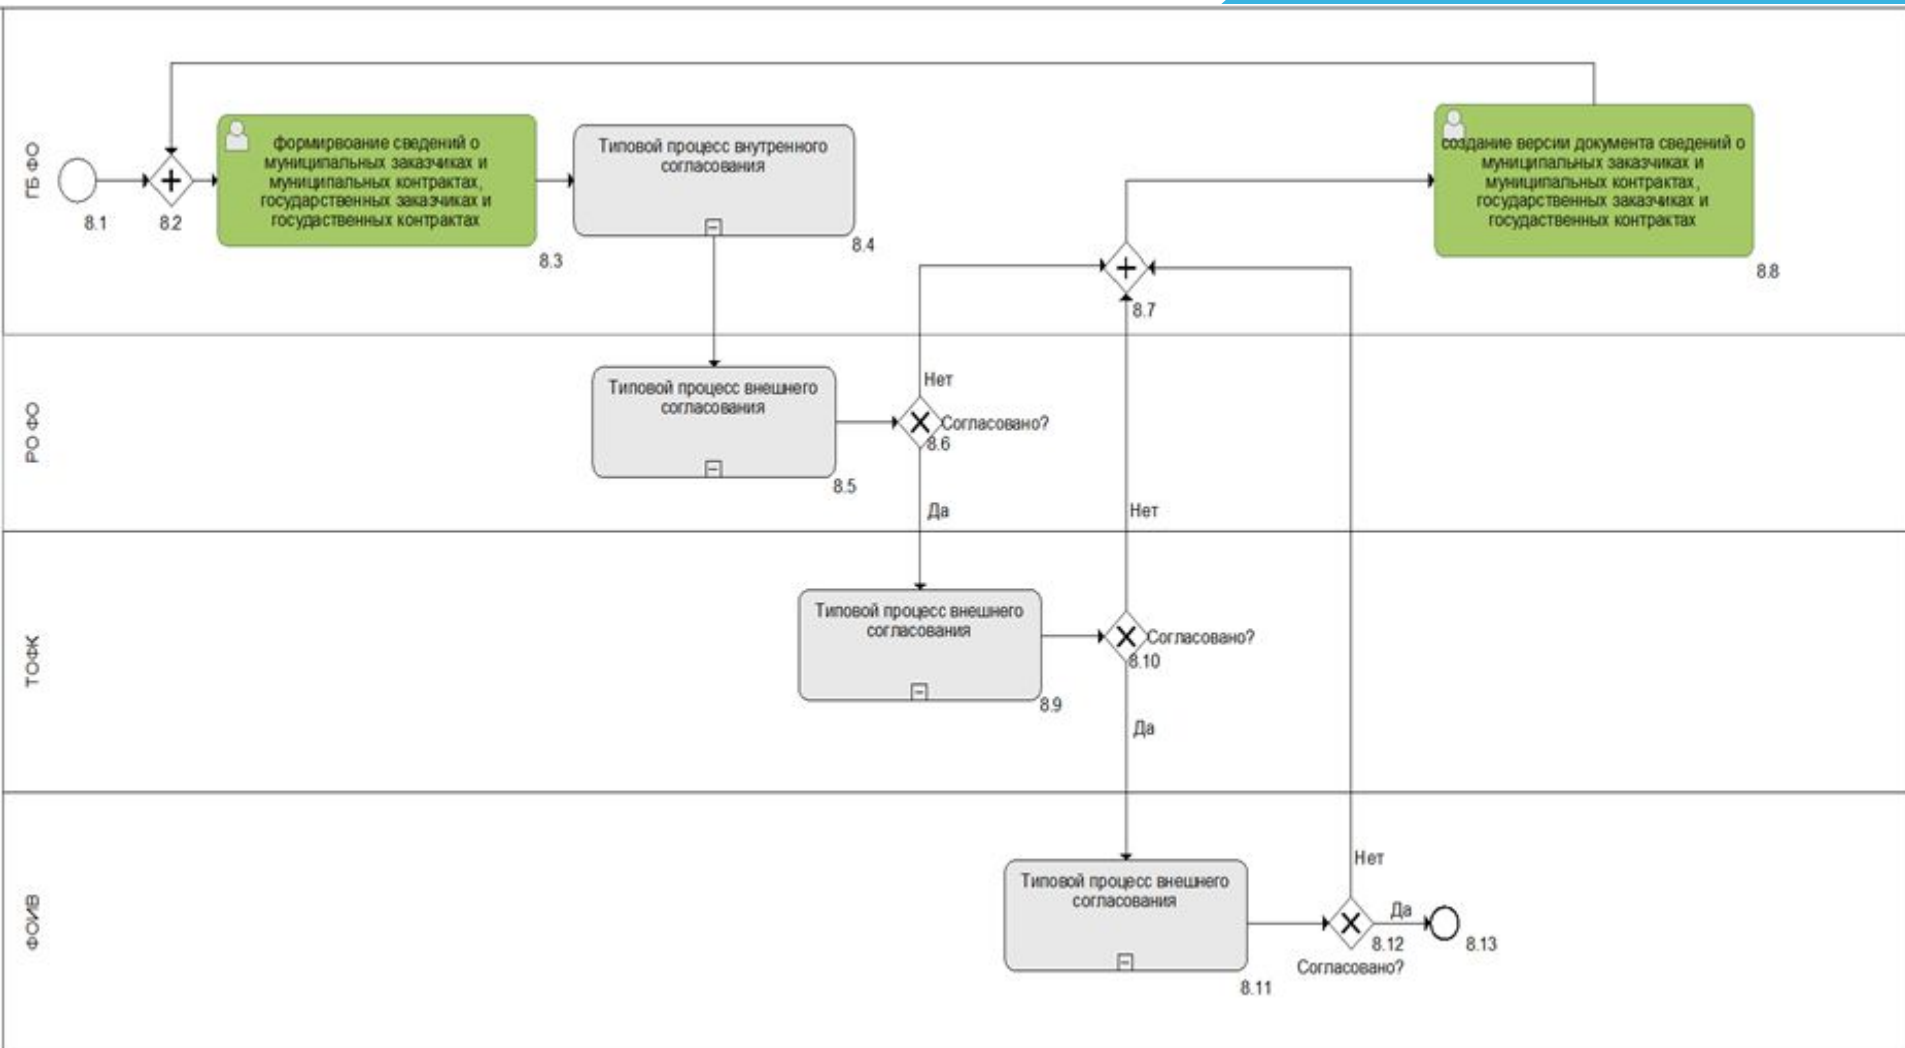 ГБ ФО
8.1
8.2
формирвоание сведений о
муниципальных заказчиках и
муниципальных контрактах,
государственных заказчиках и
госудаственных контрактах
8.3
Типовой процесс внутренного
согласования
8.4
создание версии документа сведений о
муниципальных заказчиках и
муниципальных контрактах,
государственных заказчиках и
госудаственных контрактах
8.8
8.7
РО ФО
Типовой процесс внешнего
согласования
8.5
Нет
Согласовано?
8.6
Да
Нет
ТОФК
Типовой процесс внешнего
согласования
8.9
Согласовано?
8.10
Да
ФОИВ
Типовой процесс внешнего
согласования
8.11
Нет
Да
8.12
Согласовано?
8.13